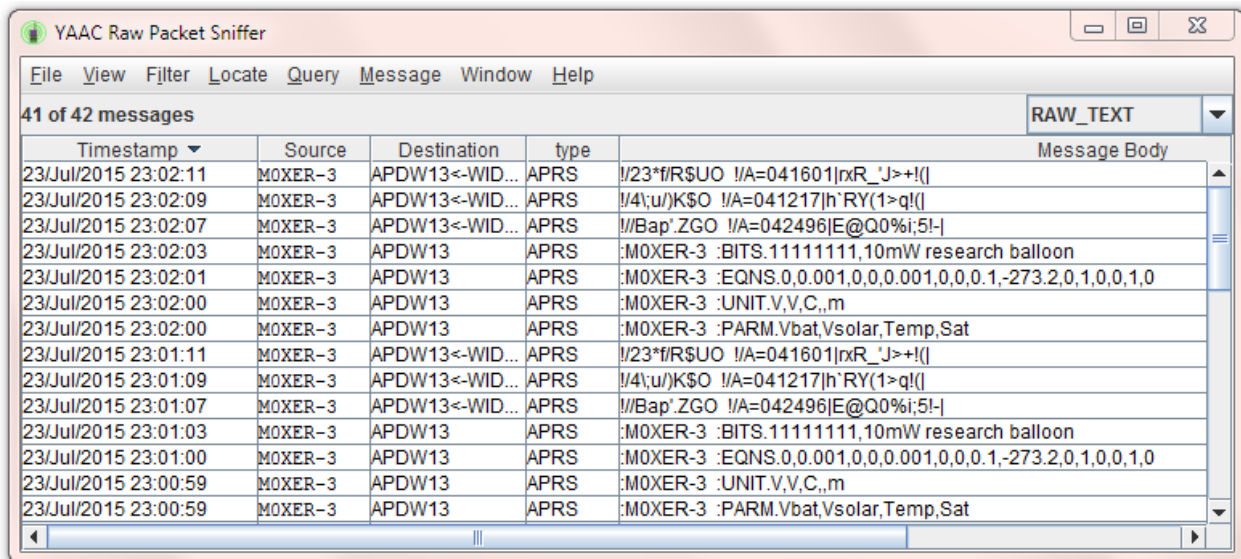 YAAC Raw Packet Sniffer
File View Filter Locate Query Message Window Help
41 of 42 messages RAW_TEXT
Timestamp Source Destination type Message Body
23/Jul/2015 23:02:11 M0XER-3 APDW13<-WID... APRS !/23*f/R$UO !/A=041601|rxR_'J>+!(|
23/Jul/2015 23:02:09 M0XER-3 APDW13<-WID... APRS !/4\;u/)K$O !/A=041217|h`RY(1>q!(|
23/Jul/2015 23:02:07 M0XER-3 APDW13<-WID... APRS !//Bap'.ZGO !/A=042496|E@Q0%i;5!-|
23/Jul/2015 23:02:03 M0XER-3 APDW13 APRS :M0XER-3 :BITS.11111111,10mW research balloon
23/Jul/2015 23:02:01 M0XER-3 APDW13 APRS :M0XER-3 :EQNS.0,0.001,0,0,0.001,0,0,0.1,-273.2,0,1,0,0,1,0
23/Jul/2015 23:02:00 M0XER-3 APDW13 APRS :M0XER-3 :UNIT.V,V,C,,m
23/Jul/2015 23:02:00 M0XER-3 APDW13 APRS :M0XER-3 :PARM.Vbat,Vsolar,Temp,Sat
23/Jul/2015 23:01:11 M0XER-3 APDW13<-WID... APRS !/23*f/R$UO !/A=041601|rxR_'J>+!(|
23/Jul/2015 23:01:09 M0XER-3 APDW13<-WID... APRS !/4\;u/)K$O !/A=041217|h`RY(1>q!(|
23/Jul/2015 23:01:07 M0XER-3 APDW13<-WID... APRS !//Bap'.ZGO !/A=042496|E@Q0%i;5!-|
23/Jul/2015 23:01:03 M0XER-3 APDW13 APRS :M0XER-3 :BITS.11111111,10mW research balloon
23/Jul/2015 23:01:00 M0XER-3 APDW13 APRS :M0XER-3 :EQNS.0,0.001,0,0,0.001,0,0,0.1,-273.2,0,1,0,0,1,0
23/Jul/2015 23:00:59 M0XER-3 APDW13 APRS :M0XER-3 :UNIT.V,V,C,,m
23/Jul/2015 23:00:59 M0XER-3 APDW13 APRS :M0XER-3 :PARM.Vbat,Vsolar,Temp,Sat